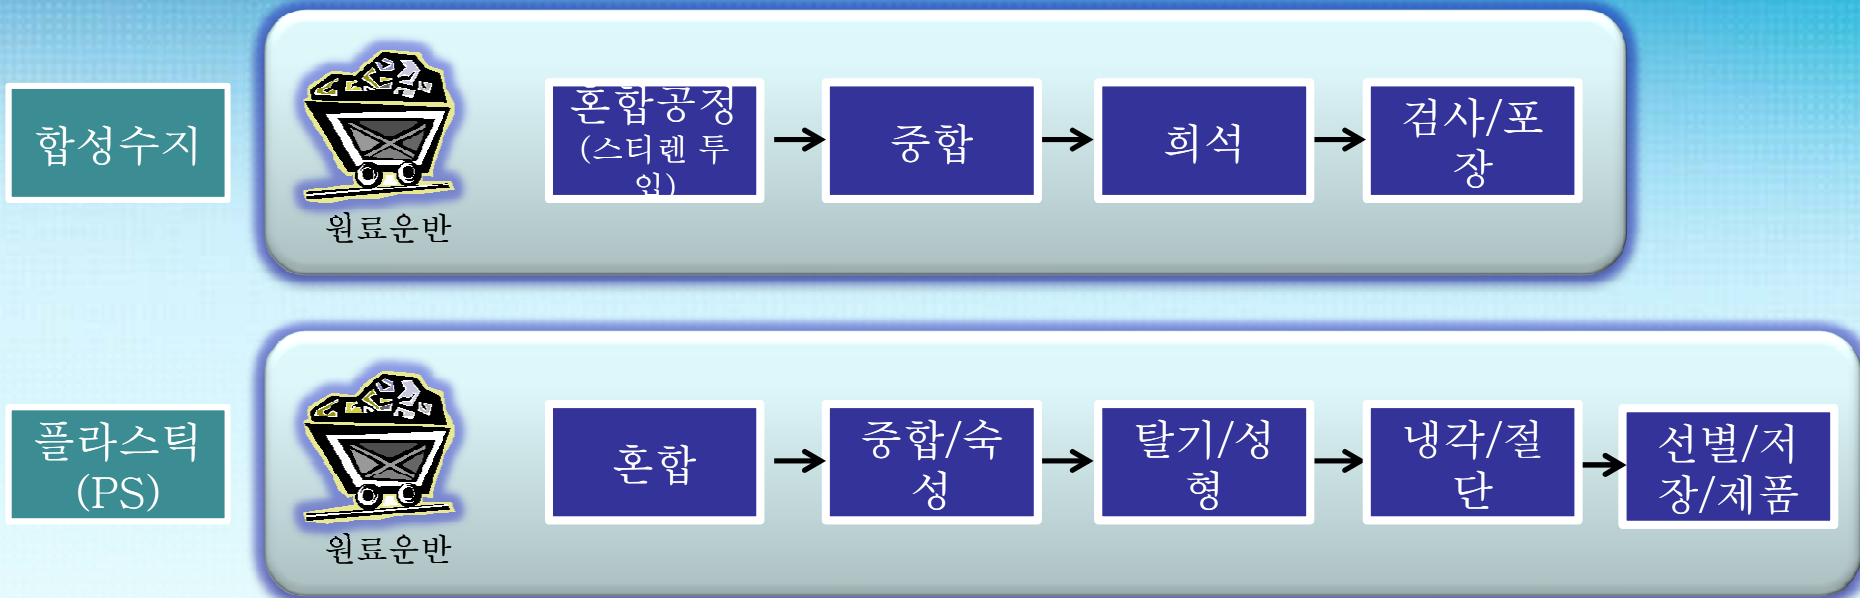 합성수지
원료운반
혼합공정
(스티렌 투
입)
중합
희석
검사/포
장
플라스틱
(PS)
원료운반
혼합
중합/숙
성
탈기/성
형
냉각/절
단
선별/저
장/제품